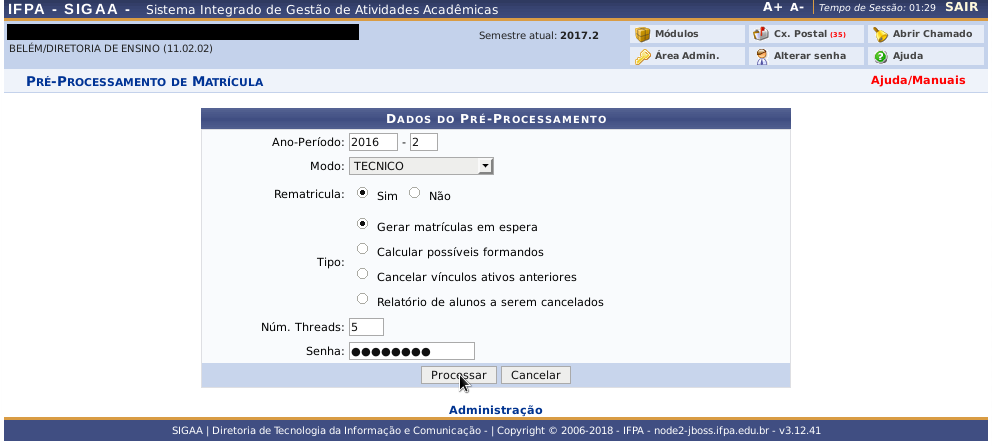 IFPA - SIGAA - Sistema Integrado de Gestão de Atividades Acadêmicas A+ A- Tempo de Sessão: 01:29 SAIR
BELÉM/DIRETORIA DE ENSINO (11.02.02)
Semestre atual: 2017.2
Módulos Cx. Postal (35) Abrir Chamado
Área Admin. Alterar senha Ajuda
Pré-Processamento de Matrícula Ajuda/Manuais
Dados do Pré-Processamento
Ano-Período: 2016 - 2
Modo: TECNICO
Rematricula: Sim Não
Tipo:
Gerar matrículas em espera
Calcular possíveis formandos
Cancelar vínculos ativos anteriores
Relatório de alunos a serem cancelados
Núm. Threads: 5
Senha: ●●●●●●●●
Processar Cancelar
Administração
SIGAA | Diretoria de Tecnologia da Informação e Comunicação - | Copyright © 2006-2018 - IFPA - node2-jboss.ifpa.edu.br - v3.12.41